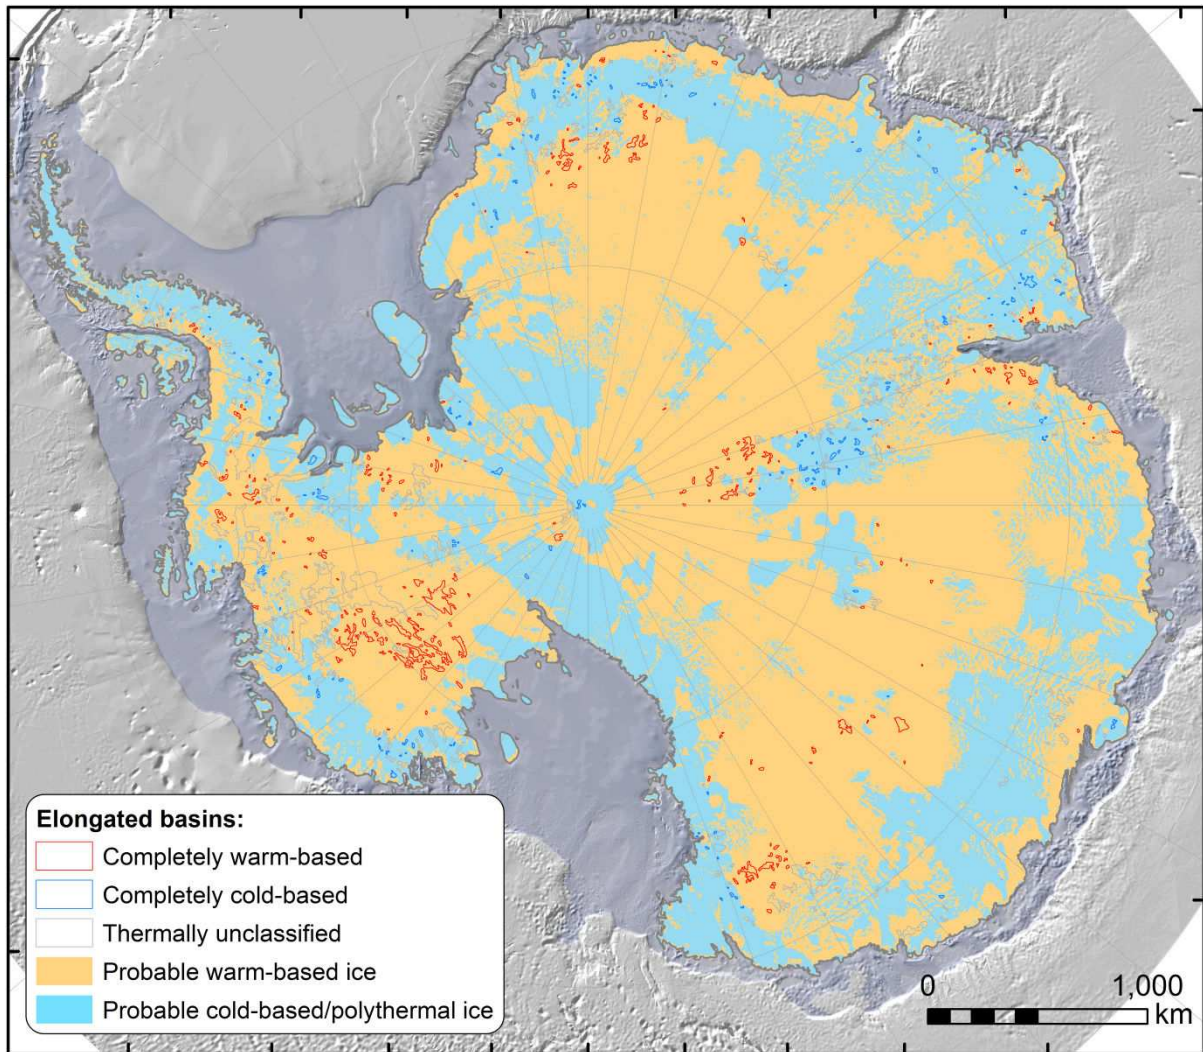 Elongated basins:
Completely warm-based
Completely cold-based
Thermally unclassified
Probable warm-based ice
Probable cold-based/polythermal ice
0 1,000
km